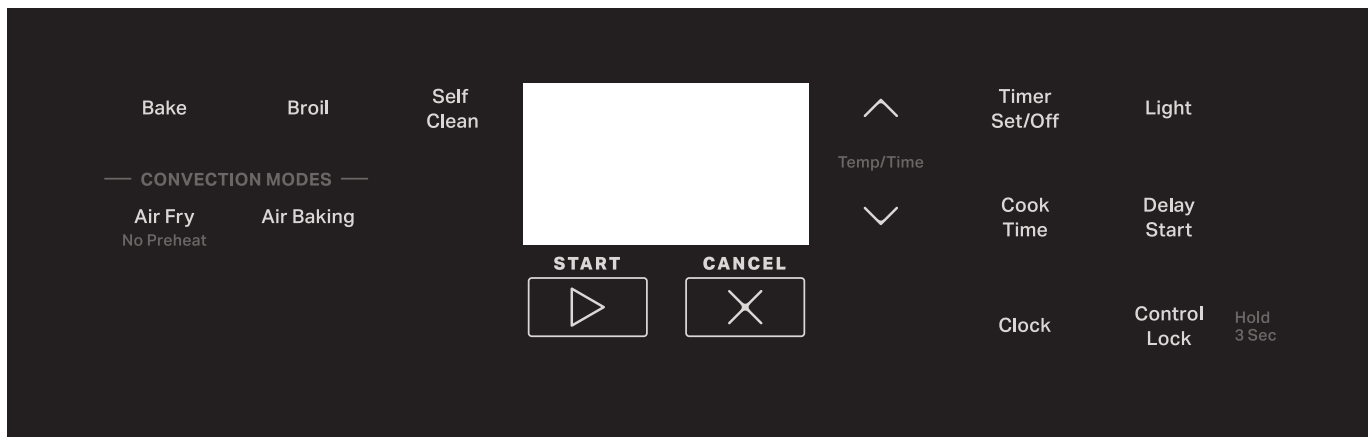 Bake
Broil
Self
Clean
CONVECTION MODES
Air Fry
No Preheat
Air Baking
START
CANCEL
Temp/Time
Timer
Set/Off
Light
Cook
Time
Delay
Start
Clock
Control
Lock
Hold
3 Sec